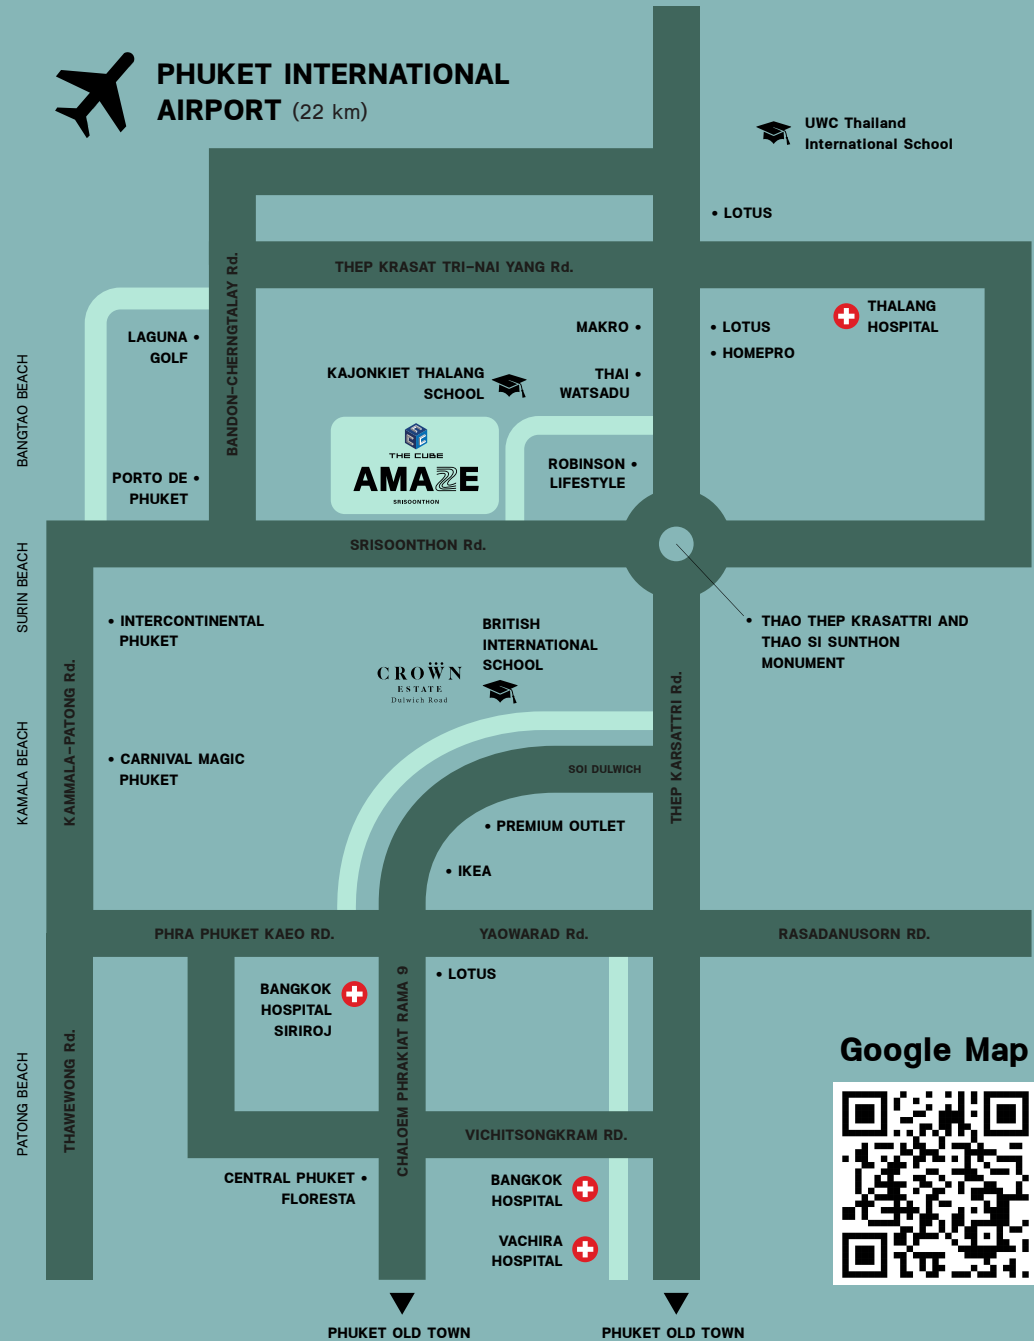 PHUKET INTERNATIONAL
AIRPORT (22 km)
UWC Thailand
International School
• LOTUS
THEP KRASAT TRI-NAI YANG Rd.
BANDON-CHERNGTALAY Rd.
LAGUNA •
GOLF
MAKRO •
• LOTUS
• HOMEPRO
THALANG
HOSPITAL
KAJONKIET THALANG
SCHOOL
THAI •
WATSADU
BANGTAO BEACH
THE CUBE
AMAZE
SRISOONTHON
ROBINSON •
LIFESTYLE
PORTO DE •
PHUKET
SRISOONTHON Rd.
SURIN BEACH
• INTERCONTINENTAL
PHUKET
BRITISH
INTERNATIONAL
SCHOOL
• THAO THEP KRASATTRI AND
THAO SI SUNTHON
MONUMENT
CROWN
ESTATE
Dulwich Road
KAMMALA-PATONG Rd.
THEP KARSATTRI Rd.
KAMALA BEACH
• CARNIVAL MAGIC
PHUKET
SOI DULWICH
• PREMIUM OUTLET
• IKEA
PHRA PHUKET KAEO RD.
YAOWARAD Rd.
RASADANUSORN RD.
• LOTUS
BANGKOK
HOSPITAL
SIRIROJ
CHALOEM PHRAKIAT RAMA 9
THAWEWONG Rd.
PATONG BEACH
Google Map
VICHITSONGKRAM RD.
CENTRAL PHUKET •
FLORESTA
BANGKOK
HOSPITAL
VACHIRA
HOSPITAL
PHUKET OLD TOWN
PHUKET OLD TOWN